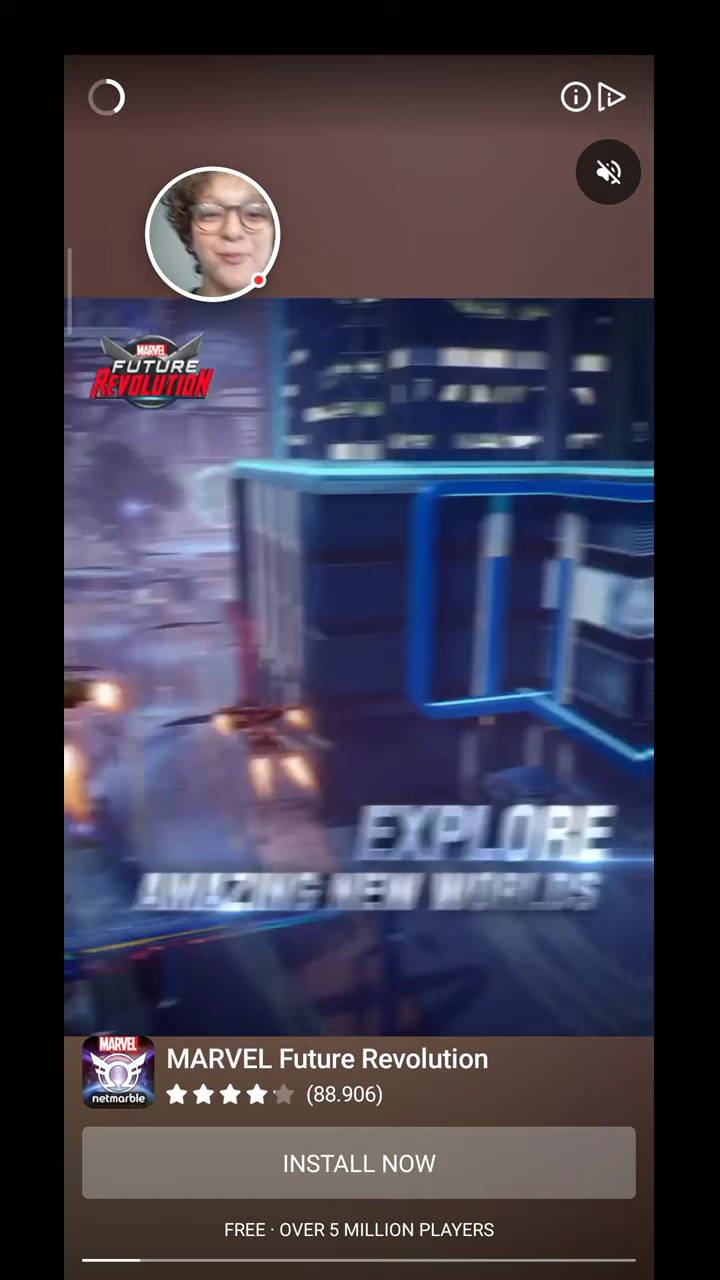 MARVEL
FUTURE
REVOLUTION
EXPLORE
AMAZING NEW WORLDS
MARVEL
netmarble
MARVEL Future Revolution
(88.906)
INSTALL NOW
FREE · OVER 5 MILLION PLAYERS